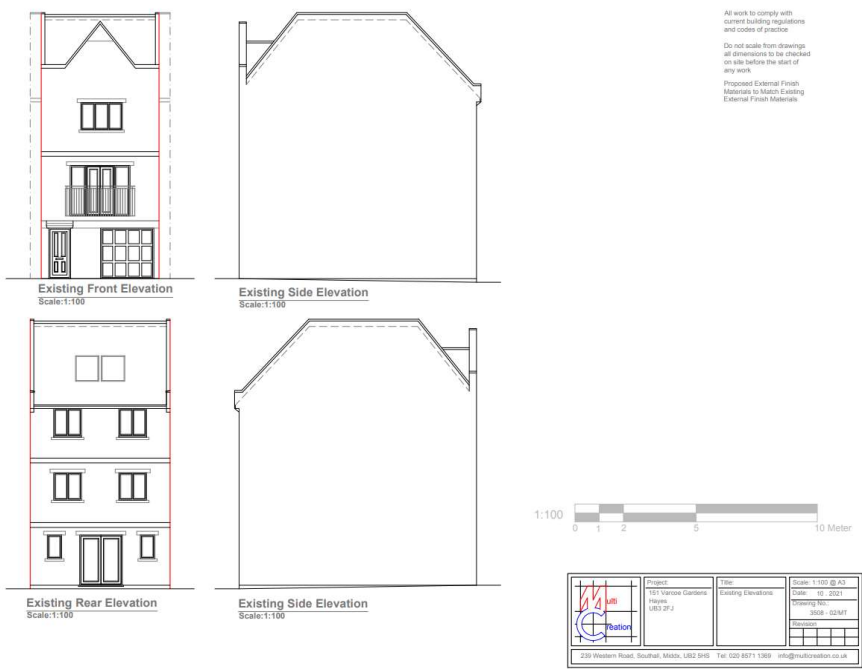 All work to comply with
current building regulations
and codes of practice
Do not scale from drawings
all dimensions to be checked
on site before the start of
any work
Proposed External Finish
Materials to Match Existing
External Finish Materials
Existing Front Elevation
Scale:1:100
Existing Side Elevation
Scale:1:100
Existing Rear Elevation
Scale:1:100
Existing Side Elevation
Scale:1:100
1:100
0 1 2 5 10 Meter
Multi
Creation
Project:
151 Varcoe Gardens
Hayes
UB3 2FJ
Title:
Existing Elevations
Scale: 1:100 @ A3
Date: 10 . 2021
Drawing No.:
3508 - 02/MT
Revision
239 Western Road, Southall, Middx, UB2 5HS Tel: 020 8571 1369 info@multicreation.co.uk